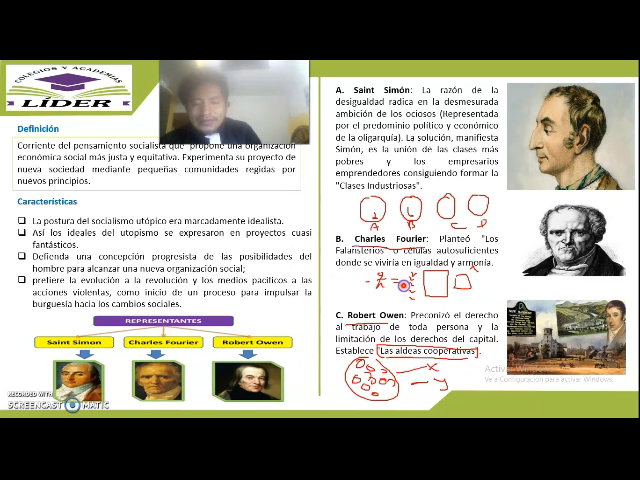 COLEGIOS Y ACADEMIAS
LÍDER
Definición
Corriente del pensamiento socialista que propone una organización
económica social más justa y equitativa. Experimenta su proyecto de
nueva sociedad mediante pequeñas comunidades regidas por
nuevos principios.
Características
La postura del socialismo utópico era marcadamente idealista.
Así los ideales de utopismo se expresaron en proyectos cuasi
fantásticos.
Defienda una concepción progresista de las posibilidades del
hombre para alcanzar una nueva organización social;
prefiere la evolución a la revolución y los medios pacíficos a las
acciones violentas, como inicio de un proceso para impulsar la
burguesía hacia los cambios sociales.
REPRESENTANTES
Saint Simon
Charles Fourier
Robert Owen
RECORDED WITH
SCREENCAST MATIC
A. Saint Simón: La razón de la
desigualdad radica en la desmesurada
ambición de los ociosos (Representada
por el predominio político y económico
de la oligarquía). La solución, manifiesta
Simón, es la unión de las clases más
pobres y los empresarios
emprendedores consiguiendo formar la
"Clases Industriosas".
A B C D
B. Charles Fourier: Planteó "Los
Falansterios" o células autosuficientes
donde se viviría en igualdad y armonía.
C. Robert Owen: Preconizó el derecho
al trabajo de toda persona y la
limitación de los derechos del capital.
Establece "Las aldeas cooperativas".
x
y
Ve a Configuración para activar Windows.